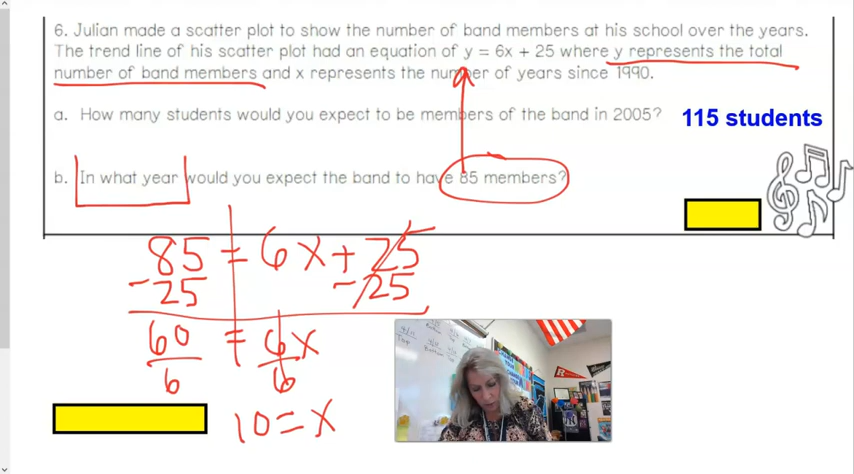 6. Julian made a scatter plot to show the number of band members at his school over the years.
The trend line of his scatter plot had an equation of y = 6x + 25 where y represents the total
number of band members and x represents the number of years since 1990.
a. How many students would you expect to be members of the band in 2005? 115 students
b. In what year would you expect the band to have 85 members?
85 = 6x + 25
-25 -25
60 = 6x
6 6
10 = x